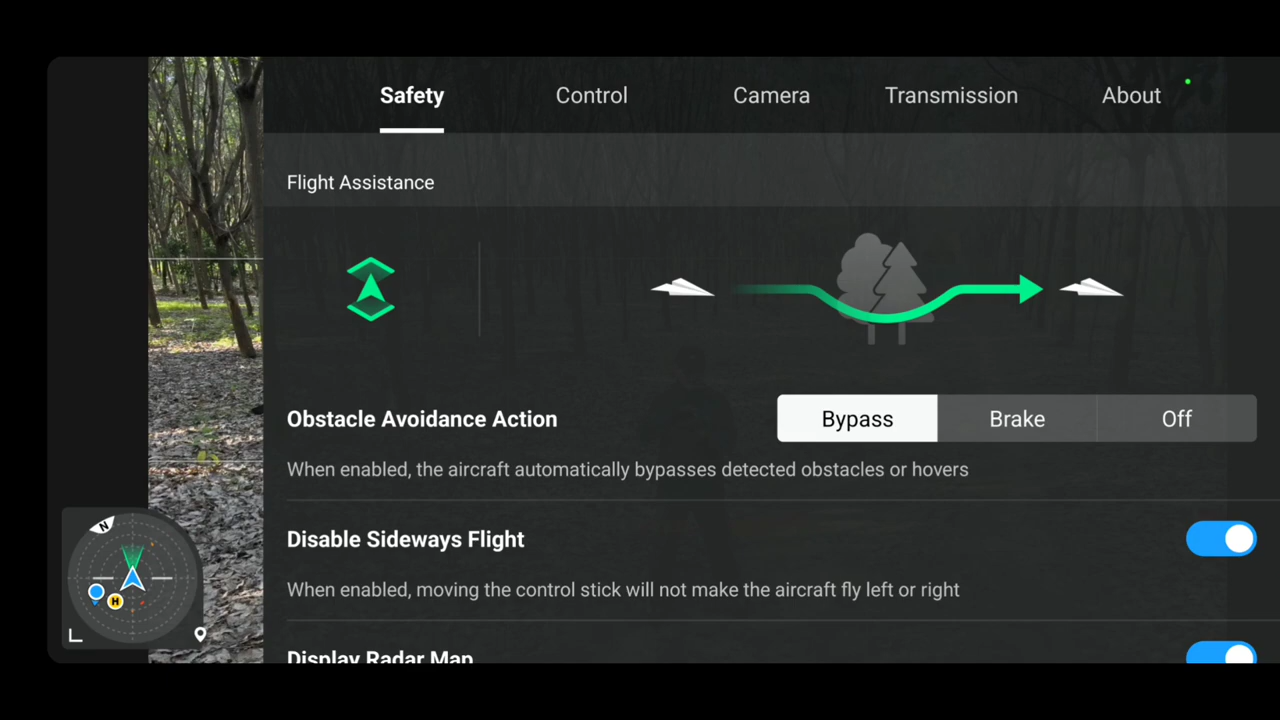 Safety Control Camera Transmission About
Flight Assistance
Obstacle Avoidance Action Bypass Brake Off
When enabled, the aircraft automatically bypasses detected obstacles or hovers
Disable Sideways Flight
When enabled, moving the control stick will not make the aircraft fly left or right
Display Radar Map
N
H